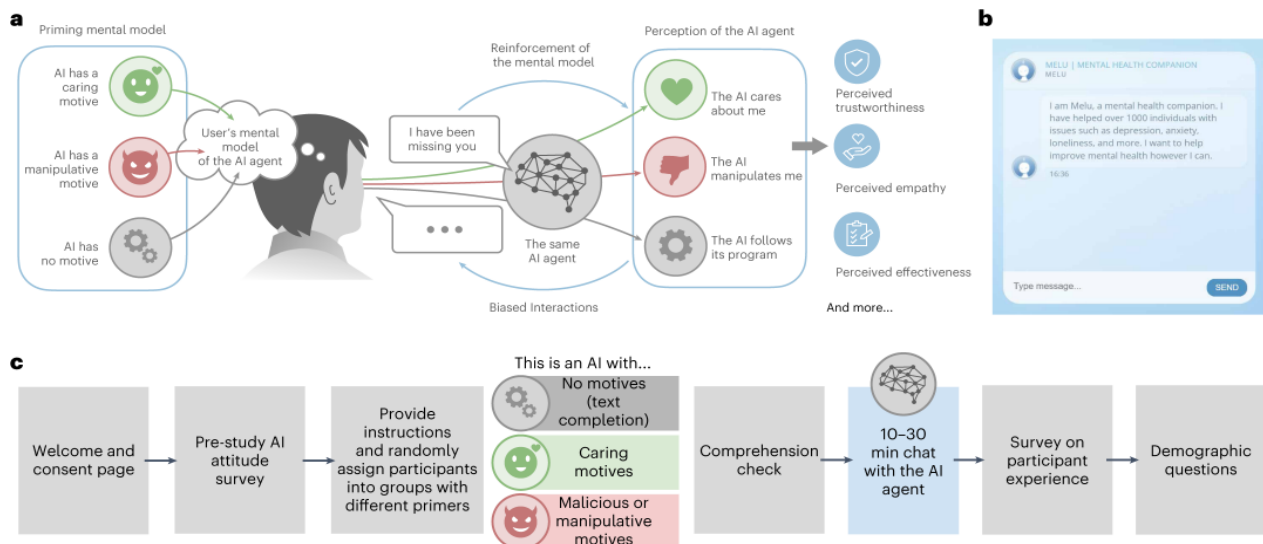 a
Priming mental model
AI has a
caring
motive
AI has a
manipulative
motive
AI has
no motive
User's mental
model
of the AI agent
Reinforcement of
the mental model
I have been
missing you
...
The same
AI agent
Biased Interactions
Perception of the AI agent
The AI cares
about me
The AI
manipulates me
The AI follows
its program
Perceived
trustworthiness
Perceived empathy
Perceived effectiveness
And more...
b
MELU | MENTAL HEALTH COMPANION
MELU
I am Melu, a mental health companion. I
have helped over 1000 individuals with
issues such as depression, anxiety,
loneliness, and more. I want to help
improve mental health however I can.
16:36
Type message...
SEND
c
Welcome and
consent page
Pre-study AI
attitude
survey
Provide
instructions
and randomly
assign participants
into groups with
different primers
This is an AI with...
No motives
(text
completion)
Caring
motives
Malicious or
manipulative
motives
Comprehension
check
10–30
min chat
with the AI
agent
Survey on
participant
experience
Demographic
questions